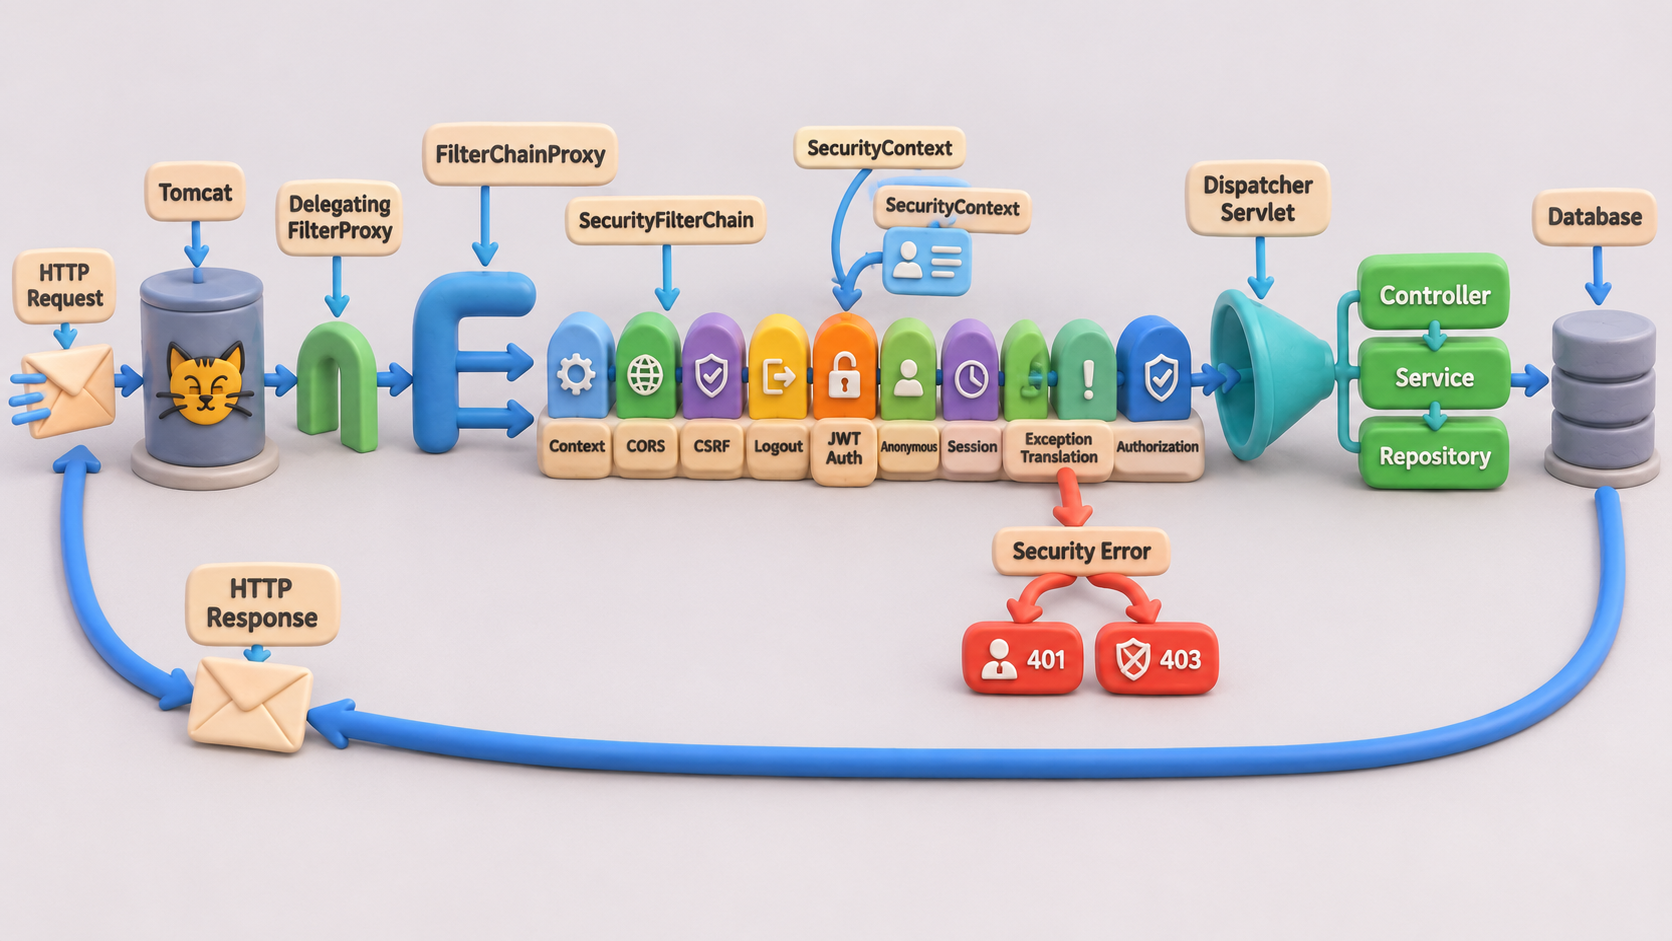 HTTP
Request
Tomcat
Delegating
FilterProxy
FilterChainProxy
SecurityFilterChain
SecurityContext
SecurityContext
Dispatcher
Servlet
Controller
Service
Repository
Database
Context
CORS
CSRF
Logout
JWT
Auth
Anonymous
Session
Exception
Translation
Authorization
Security Error
401
403
HTTP
Response